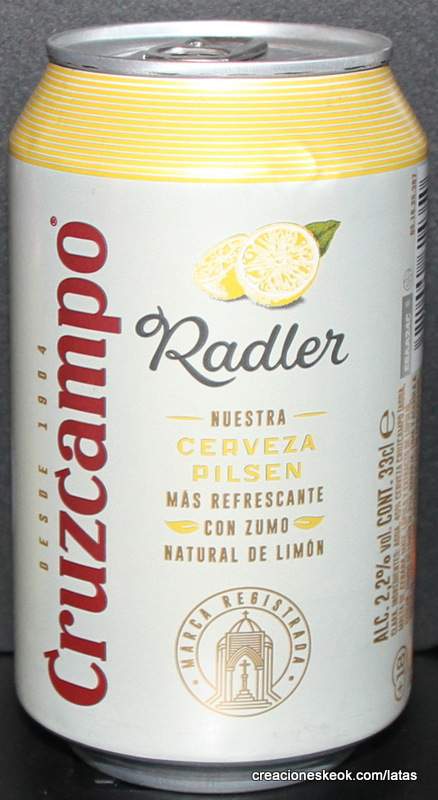 Cruzcampo®
DESDE 1904
Radler
NUESTRA
CERVEZA
PILSEN
MÁS REFRESCANTE
CON ZUMO
NATURAL DE LIMÓN
MARCA REGISTRADA
ALC. 2,2% vol. CONT. 33cl e
+18
creacioneskeok.com/latas